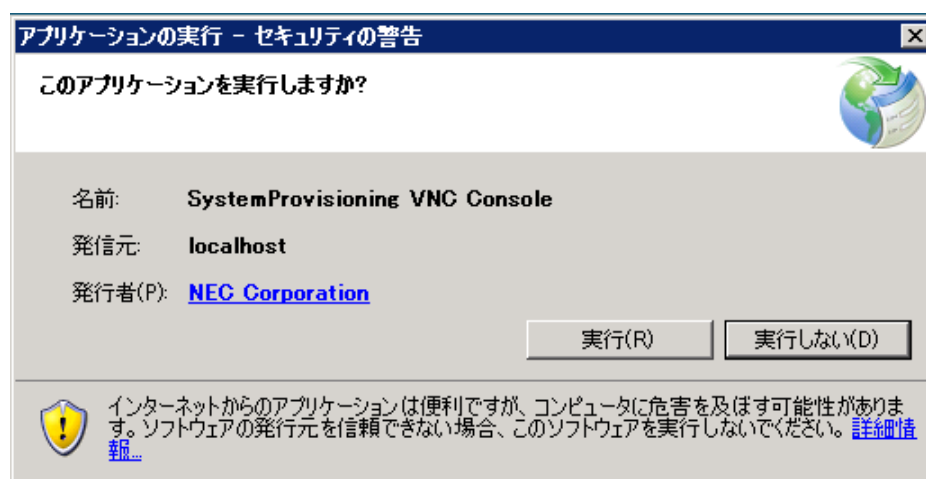 アプリケーションの実行 - セキュリティの警告
このアプリケーションを実行しますか?
名前: SystemProvisioning VNC Console
発信元: localhost
発行者(P): NEC Corporation
実行(R) 実行しない(D)
インターネットからのアプリケーションは便利ですが、コンピュータに危害を及ぼす可能性がありま
す。ソフトウェアの発行元を信頼できない場合、このソフトウェアを実行しないでください。詳細情
報...